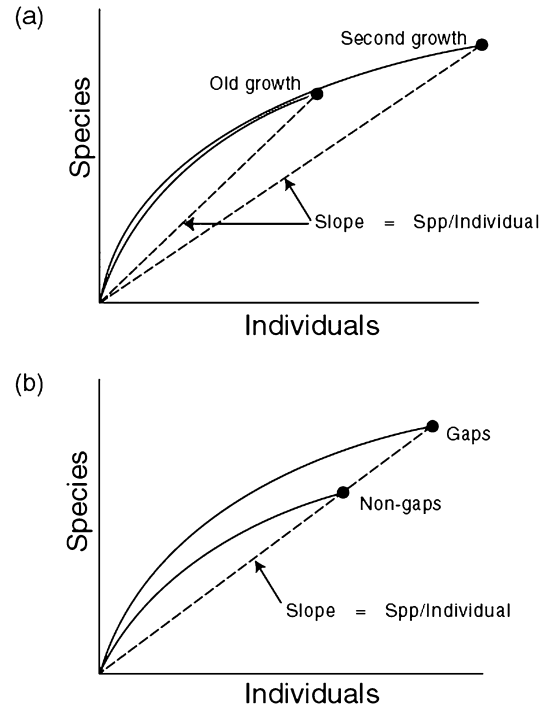 (a)
Second growth
Old growth
Species
Slope = Spp/Individual
Individuals
(b)
Gaps
Non-gaps
Species
Slope = Spp/Individual
Individuals